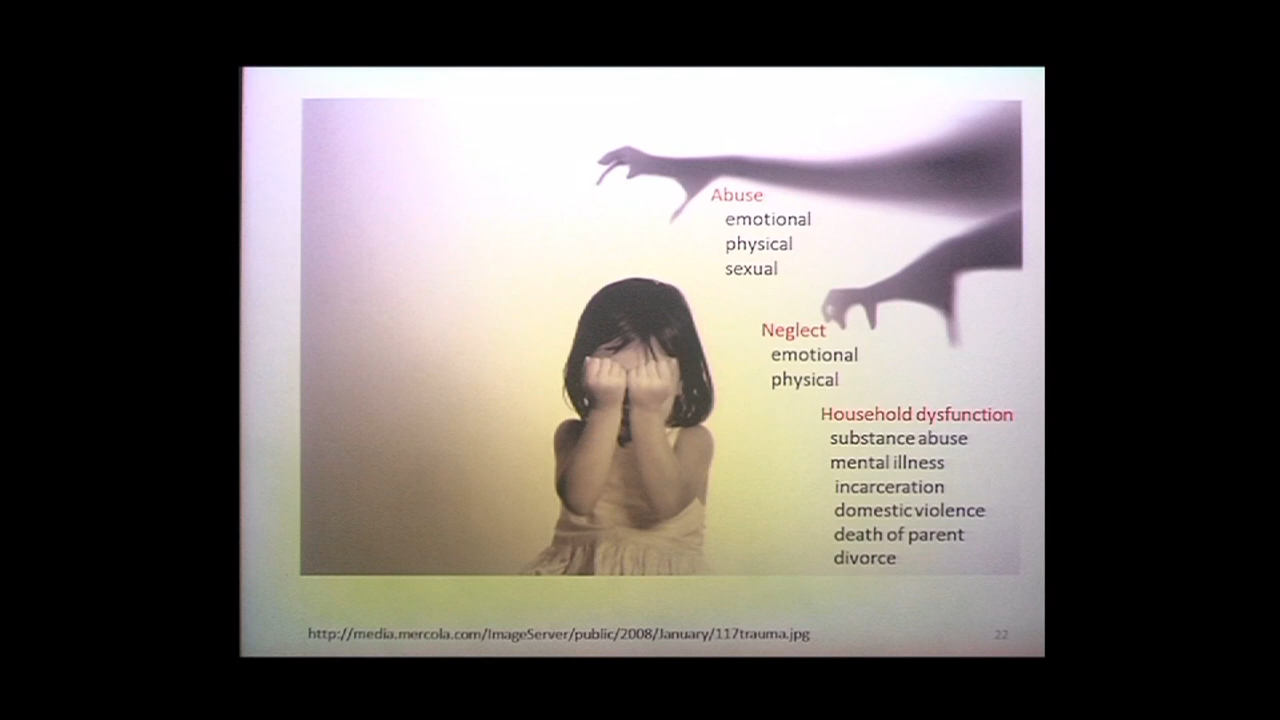 Abuse
emotional
physical
sexual
Neglect
emotional
physical
Household dysfunction
substance abuse
mental illness
incarceration
domestic violence
death of parent
divorce
http://media.mercola.com/ImageServer/public/2008/January/117trauma.jpg
22